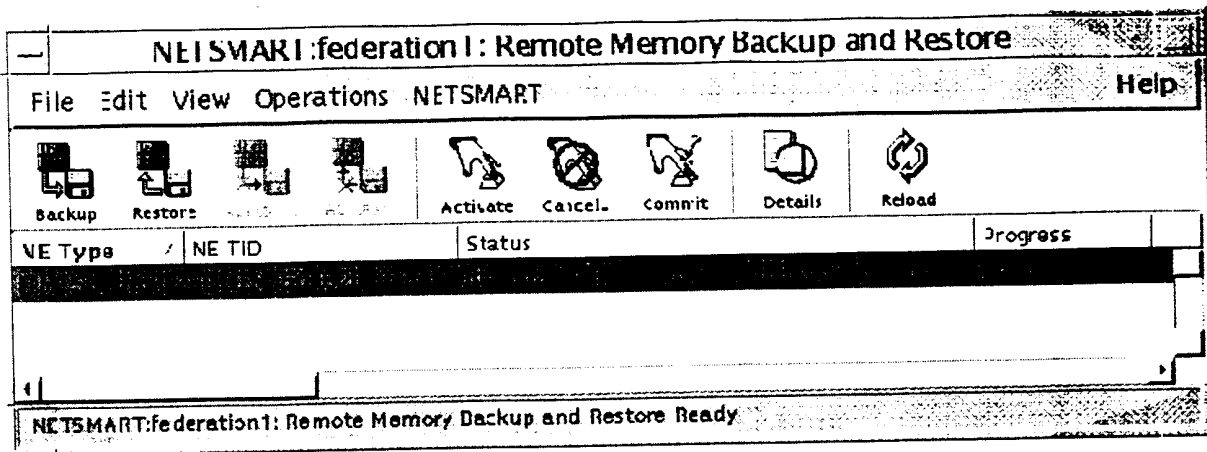 NETSMART:federation1: Remote Memory Backup and Restore
File Edit View Operations NETSMART Help
Backup Restore Activate Cancel Commit Details Reload
NE Type NE TID Status Progress
NETSMART:federation1: Remote Memory Backup and Restore Ready